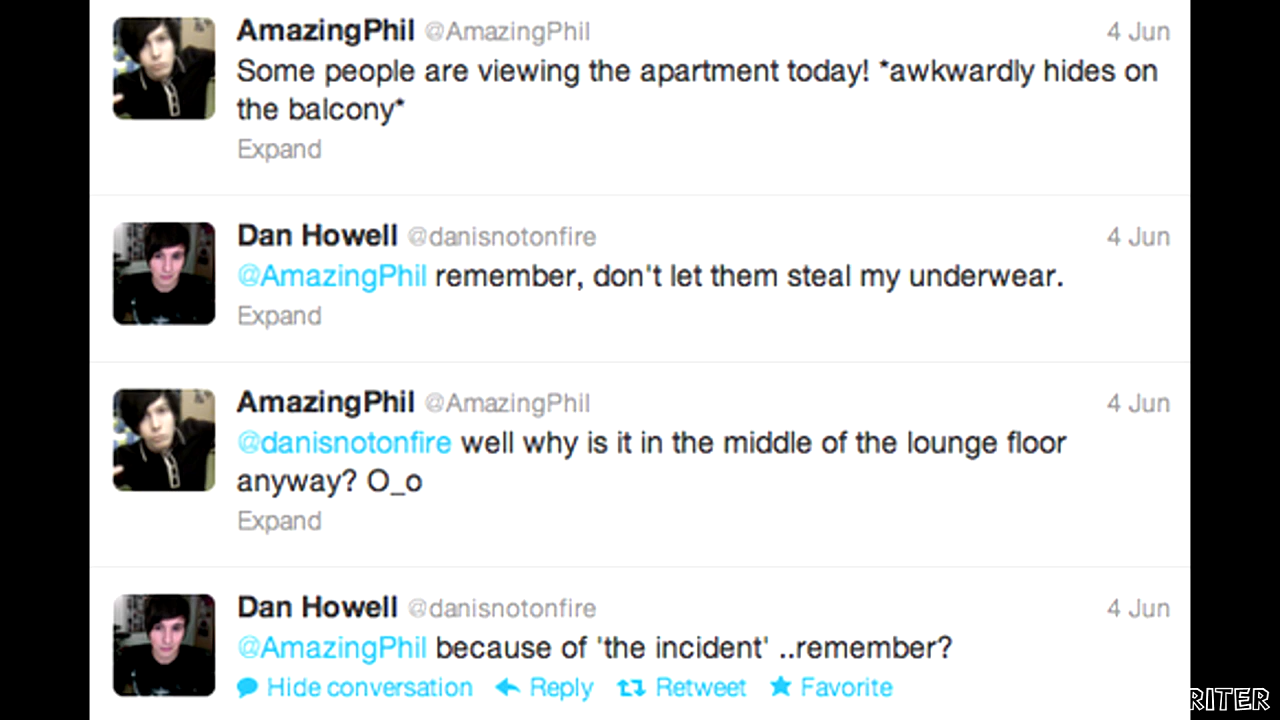 AmazingPhil @AmazingPhil 4 Jun
Some people are viewing the apartment today! *awkwardly hides on
the balcony*
Expand
Dan Howell @danisnotonfire 4 Jun
@AmazingPhil remember, don't let them steal my underwear.
Expand
AmazingPhil @AmazingPhil 4 Jun
@danisnotonfire well why is it in the middle of the lounge floor
anyway? O_o
Expand
Dan Howell @danisnotonfire 4 Jun
@AmazingPhil because of 'the incident' ..remember?
Hide conversation Reply Retweet Favorite
RITER